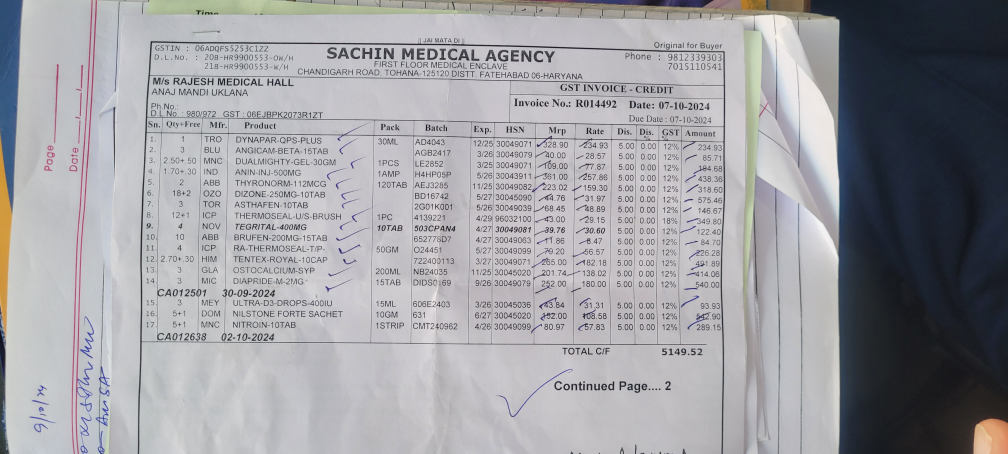 Time
|| JAI MATA DI ||
GSTIN : 06ADQFS5253C1ZZ
Original for Buyer
D.L.No. : 20B-HR9900553-OW/H
21B-HR9900553-W/H
SACHIN MEDICAL AGENCY
Phone : 9812339303
7015110541
FIRST FLOOR MEDICAL ENCLAVE
CHANDIGARH ROAD, TOHANA-125120 DISTT. FATEHABAD 06-HARYANA
M/s RAJESH MEDICAL HALL
GST INVOICE - CREDIT
ANAJ MANDI UKLANA
Invoice No.: R014492 Date: 07-10-2024
Ph.No.:
D.L.No.: 980/972 GST : 06EJBPK2073R1ZT
Due Date : 07-10-2024
Sn. Qty+Free Mfr. Product Pack Batch Exp. HSN Mrp Rate Dis. Dis. GST Amount
1. 1 TRO DYNAPAR-QPS-PLUS 30ML AD4043 12/25 30049071 328.90 234.93 5.00 0.00 12% 234.93
2. 3 BLU ANGICAM-BETA-15TAB AGB2417 3/26 30049079 40.00 28.57 5.00 0.00 12% 85.71
3. 2.50+.50 MNC DUALMIGHTY-GEL-30GM 1PCS LE2852 3/26 30049071 109.00 77.87 5.00 0.00 12% 194.68
4. 1.70+.30 IND ANIN-INJ-500MG 1AMP H4HP05P 5/26 30043911 361.00 257.86 5.00 0.00 12% 438.36
5. 2 ABB THYRONORM-112MCG 120TAB AEJ3285 11/25 30049082 223.02 159.30 5.00 0.00 12% 318.60
6. 18+2 OZO DIZONE-250MG-10TAB BD16742 5/27 30045090 44.76 31.97 5.00 0.00 12% 575.46
7. 3 TOR ASTHAFEN-10TAB 2G01K001 5/26 30049039 68.45 48.89 5.00 0.00 12% 146.67
8. 12+1 ICP THERMOSEAL-U/S-BRUSH 1PC 4139221 4/29 96032100 43.00 29.15 5.00 0.00 18% 349.80
9. 4 NOV TEGRITAL-400MG 10TAB 503CPAN4 4/27 30049081 39.76 30.60 5.00 0.00 12% 122.40
10. 10 ABB BRUFEN-200MG-15TAB 652776D7 4/27 30049063 11.86 8.47 5.00 0.00 12% 84.70
11. 4 ICP RA-THERMOSEAL-T/P- 50GM O24451 5/27 30049099 79.20 56.57 5.00 0.00 12% 226.28
12. 2.70+.30 HIM TENTEX-ROYAL-10CAP 722400113 3/27 30049071 255.00 182.18 5.00 0.00 12% 491.89
13. 3 GLA OSTOCALCIUM-SYP 200ML NB24035 11/25 30045020 201.74 138.02 5.00 0.00 12% 414.06
14. 3 MIC DIAPRIDE-M-2MG 15TAB DIDS0169 9/26 30049079 252.00 180.00 5.00 0.00 12% 540.00
CA012501 30-09-2024
15. 3 MEY ULTRA-D3-DROPS-400IU 15ML 606E2403 3/26 30045036 43.84 31.31 5.00 0.00 12% 93.93
16. 5+1 DOM NILSTONE FORTE SACHET 10GM 631 6/27 30045020 152.00 108.58 5.00 0.00 12% 542.90
17. 5+1 MNC NITROIN-10TAB 1STRIP CMT240962 4/26 30049099 80.97 57.83 5.00 0.00 12% 289.15
CA012638 02-10-2024
TOTAL C/F 5149.52
Continued Page.... 2
Page
Date
9/10/24